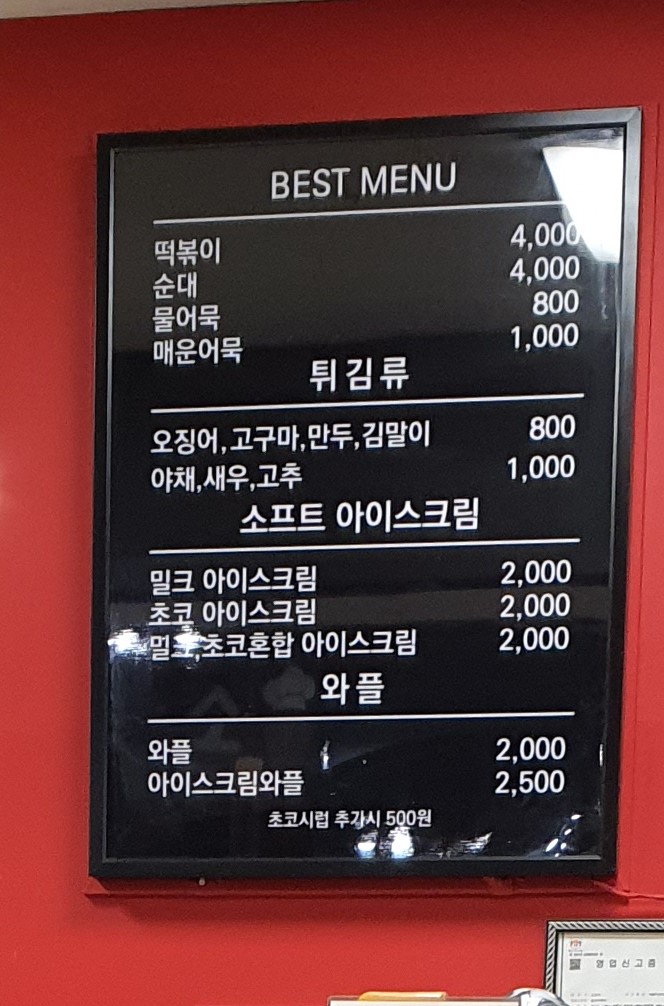 BEST MENU
떡볶이 4,000
순대 4,000
물어묵 800
매운어묵 1,000
튀김류
오징어,고구마,만두,김말이 800
야채,새우,고추 1,000
소프트 아이스크림
밀크 아이스크림 2,000
초코 아이스크림 2,000
밀크,초코혼합 아이스크림 2,000
와플
와플 2,000
아이스크림와플 2,500
초코시럽 추가시 500원
영업신고증